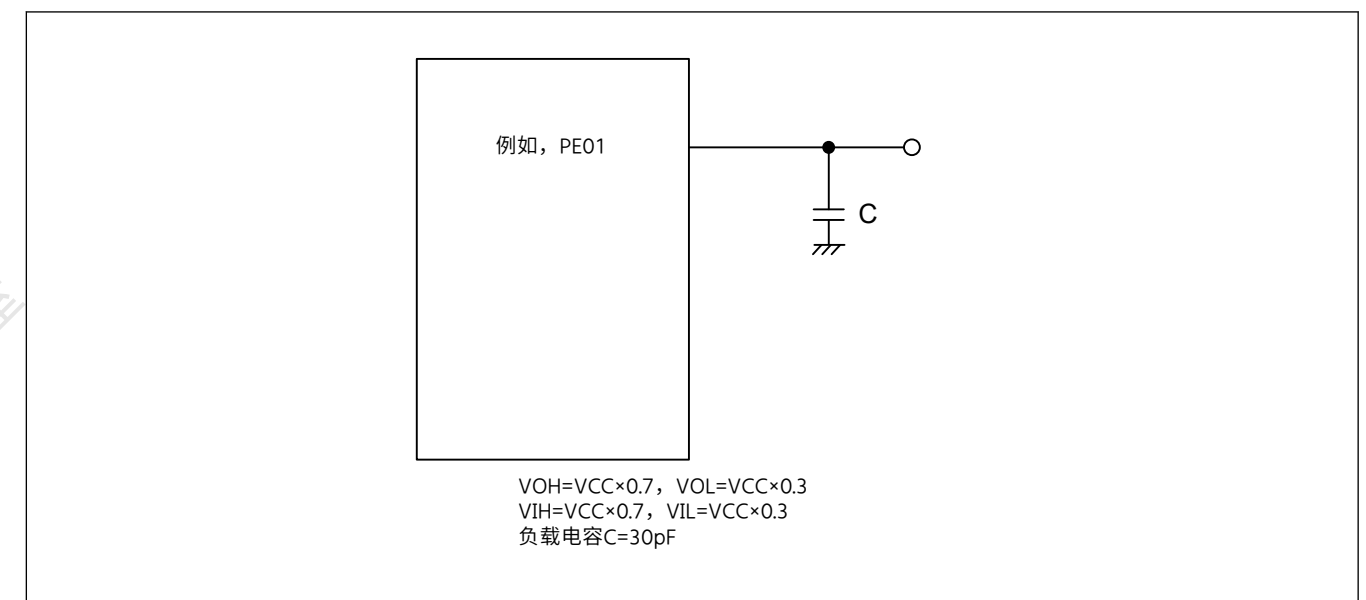 例如，PE01
C
VOH=VCC×0.7，VOL=VCC×0.3
VIH=VCC×0.7，VIL=VCC×0.3
负载电容C=30pF